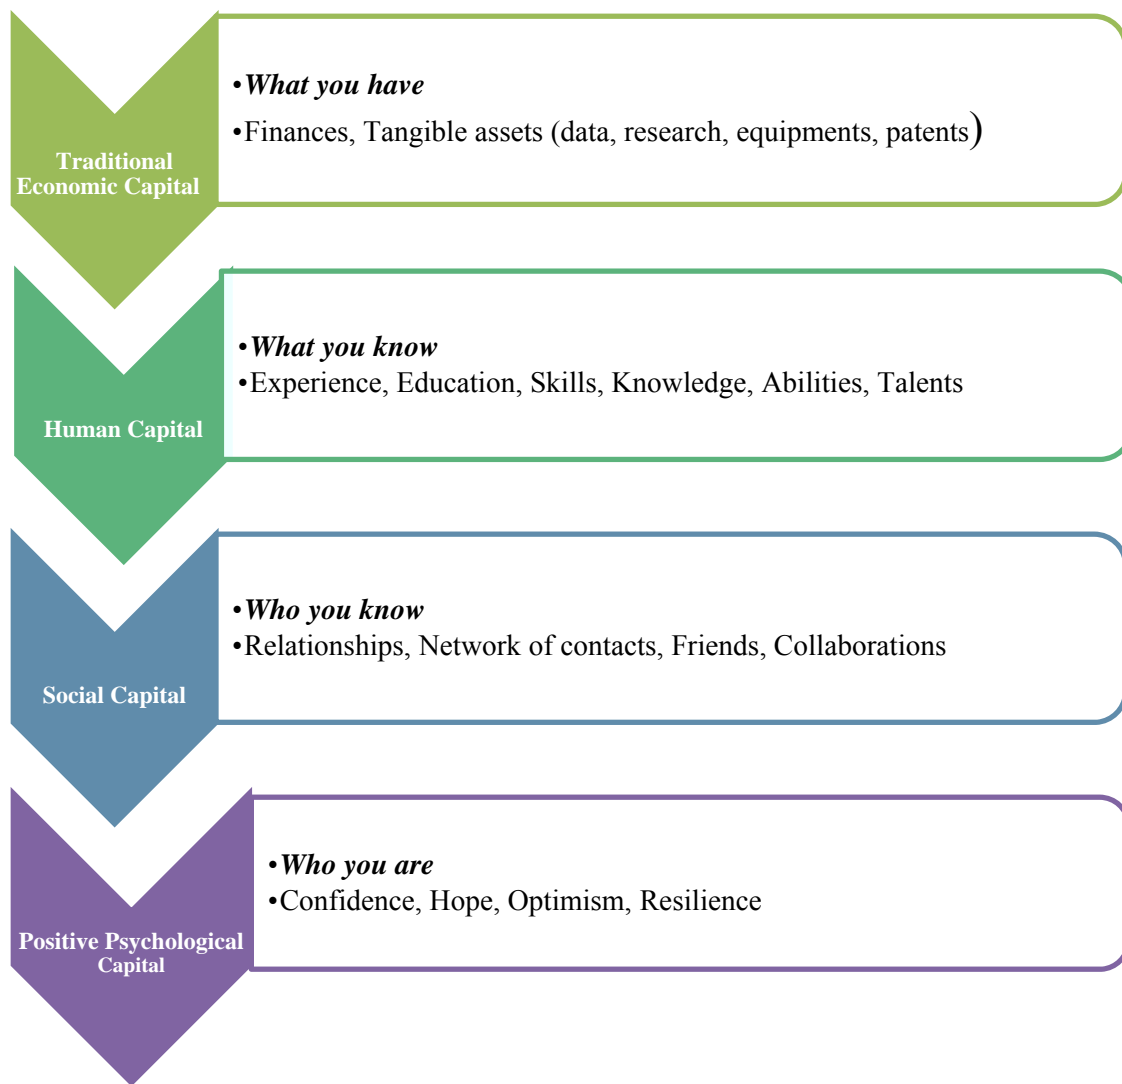 Traditional
Economic Capital
•What you have
•Finances, Tangible assets (data, research, equipments, patents)
Human Capital
•What you know
•Experience, Education, Skills, Knowledge, Abilities, Talents
Social Capital
•Who you know
•Relationships, Network of contacts, Friends, Collaborations
Positive Psychological
Capital
•Who you are
•Confidence, Hope, Optimism, Resilience